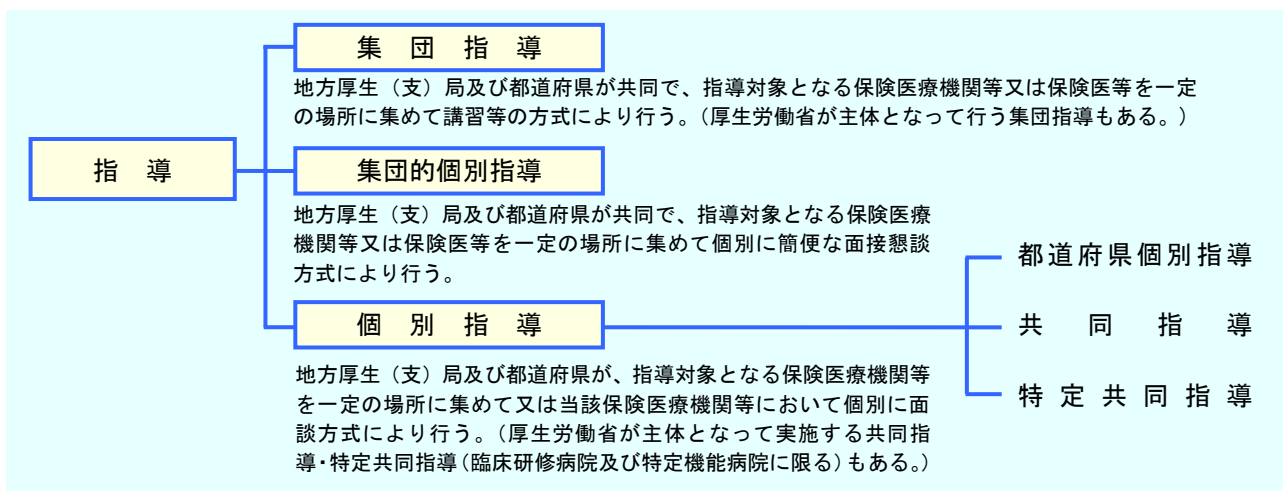 集団指導
地方厚生（支）局及び都道府県が共同で、指導対象となる保険医療機関等又は保険医等を一定
の場所に集めて講習等の方式により行う。（厚生労働省が主体となって行う集団指導もある。）
指導
集団的個別指導
地方厚生（支）局及び都道府県が共同で、指導対象となる保険医療
機関等又は保険医等を一定の場所に集めて個別に簡便な面接懇談
方式により行う。
個別指導
地方厚生（支）局及び都道府県が、指導対象となる保険医療機関等
を一定の場所に集めて又は当該保険医療機関等において個別に面
談方式により行う。（厚生労働省が主体となって実施する共同指
導・特定共同指導（臨床研修病院及び特定機能病院に限る）もある。）
都道府県個別指導
共同指導
特定共同指導